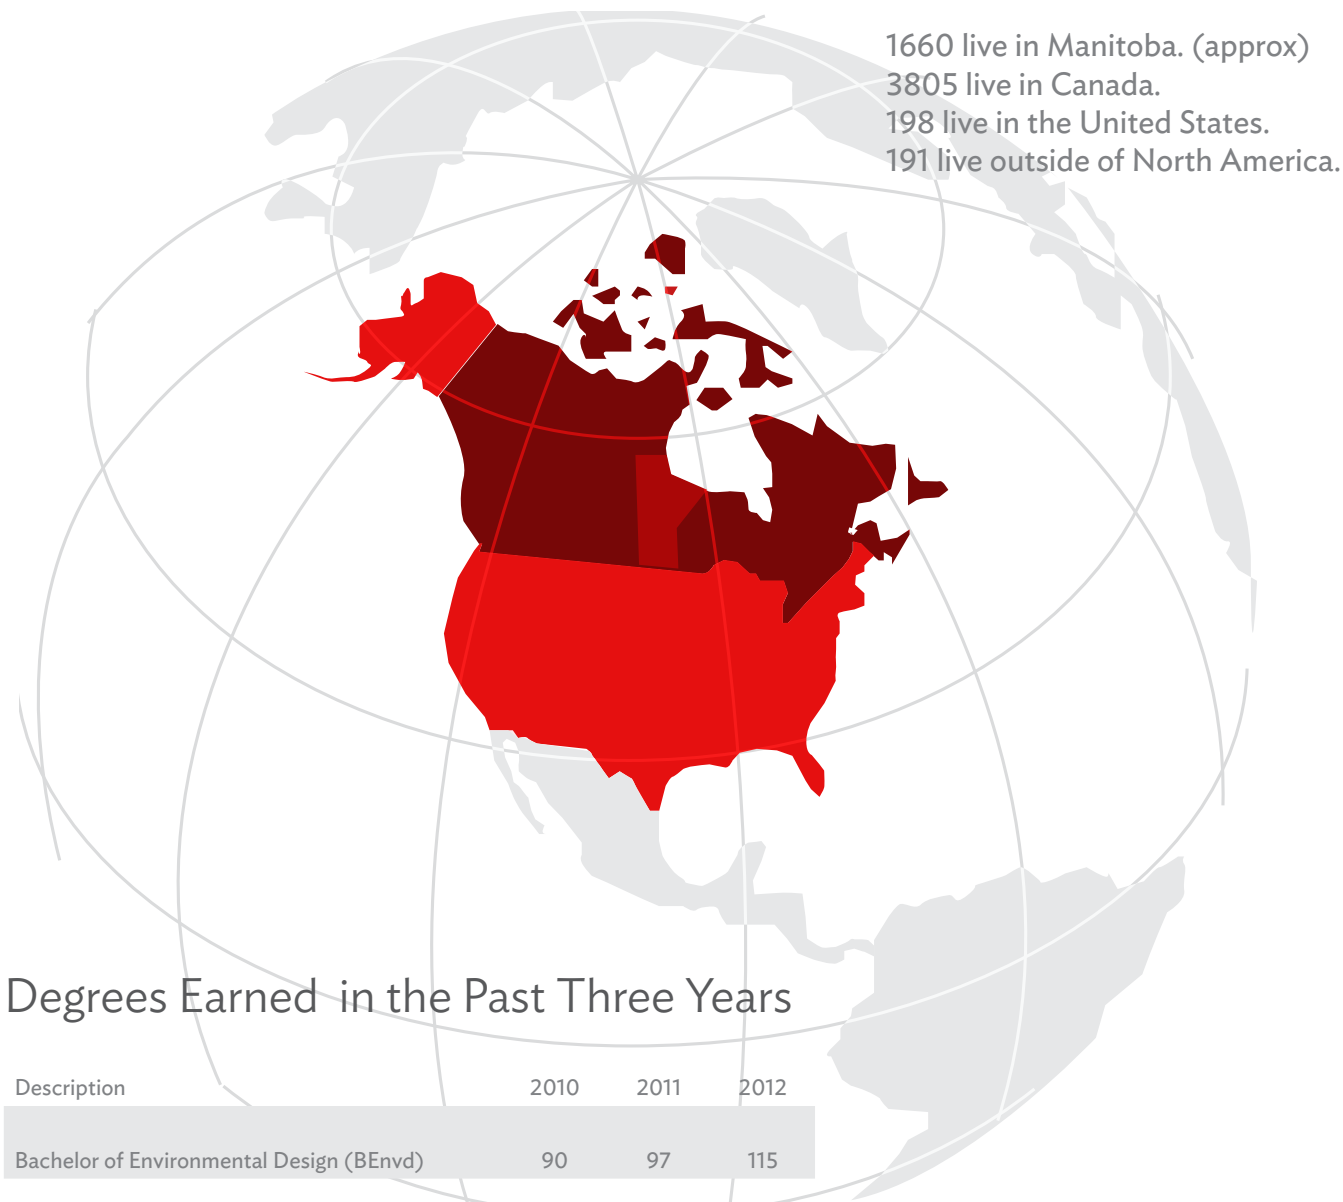 1660 live in Manitoba. (approx)
3805 live in Canada.
198 live in the United States.
191 live outside of North America.
Degrees Earned in the Past Three Years
Description 2010 2011 2012
Bachelor of Environmental Design (BEnvd) 90 97 115